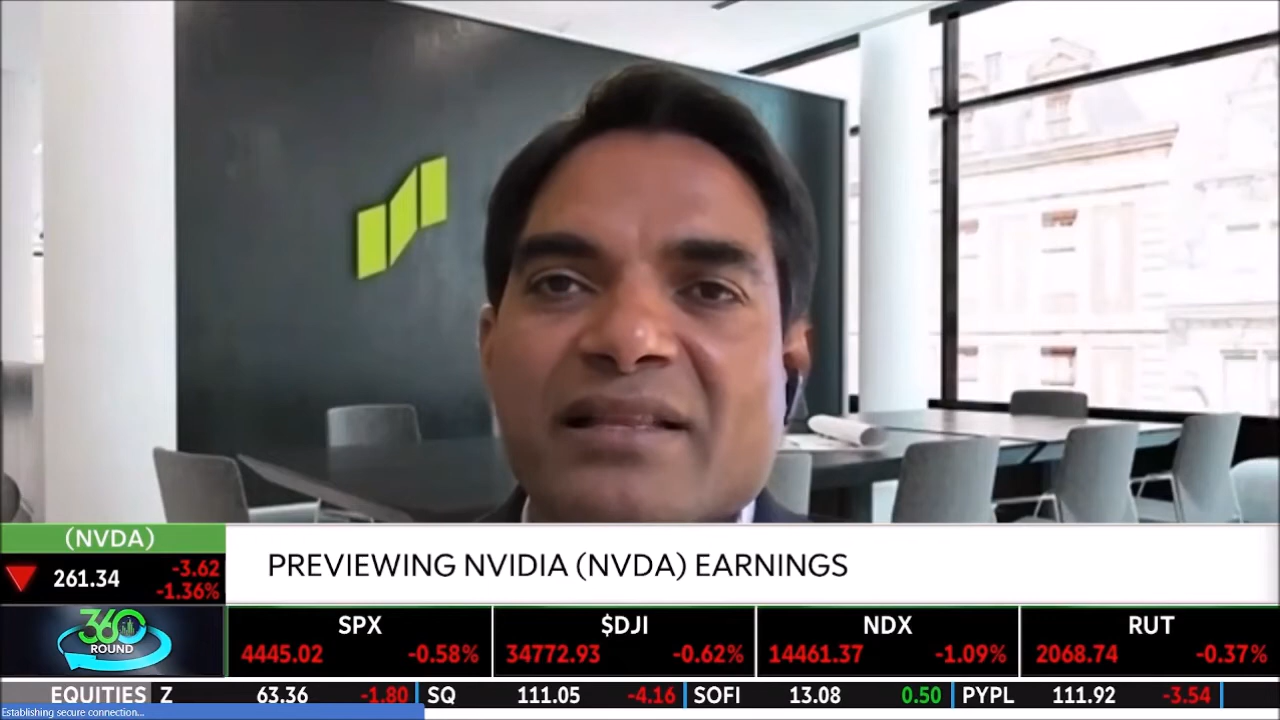 (NVDA)
261.34 -3.62
-1.36%
PREVIEWING NVIDIA (NVDA) EARNINGS
360
ROUND
SPX
4445.02 -0.58%
$DJI
34772.93 -0.62%
NDX
14461.37 -1.09%
RUT
2068.74 -0.37%
EQUITIES Z 63.36 -1.80 SQ 111.05 -4.16 SOFI 13.08 0.50 PYPL 111.92 -3.54
Establishing secure connection...